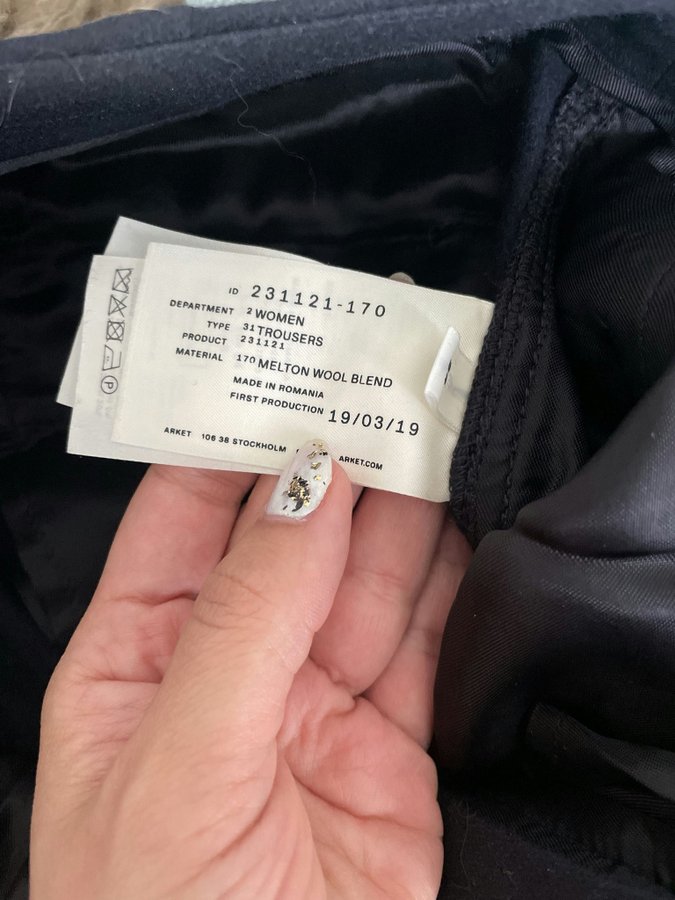 ID 231121-170
DEPARTMENT 2 WOMEN
TYPE 31 TROUSERS
PRODUCT 231121
MATERIAL 170 MELTON WOOL BLEND
MADE IN ROMANIA
FIRST PRODUCTION 19/03/19
ARKET 106 38 STOCKHOLM ARKET.COM
P